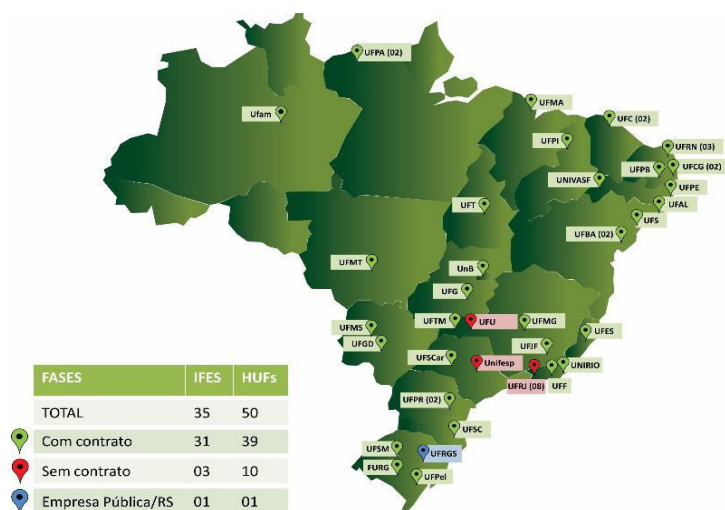 UFPA (02)
Ufam
UFMA
UFC (02)
UFPI
UFRN (03)
UFPB
UFCG (02)
UNIVASF
UFPE
UFT
UFAL
UFS
UFBA (02)
UFMT
UnB
UFG
UFTM
UFU
UFMG
UFMS
UFES
UFGD
UFJF
UFSCar
Unifesp
UNIRIO
UFRJ (08)
UFF
UFPR (02)
UFSC
UFSM
UFRGS
FURG
UFPel
FASES IFES HUFs
TOTAL 35 50
Com contrato 31 39
Sem contrato 03 10
Empresa Pública/RS 01 01